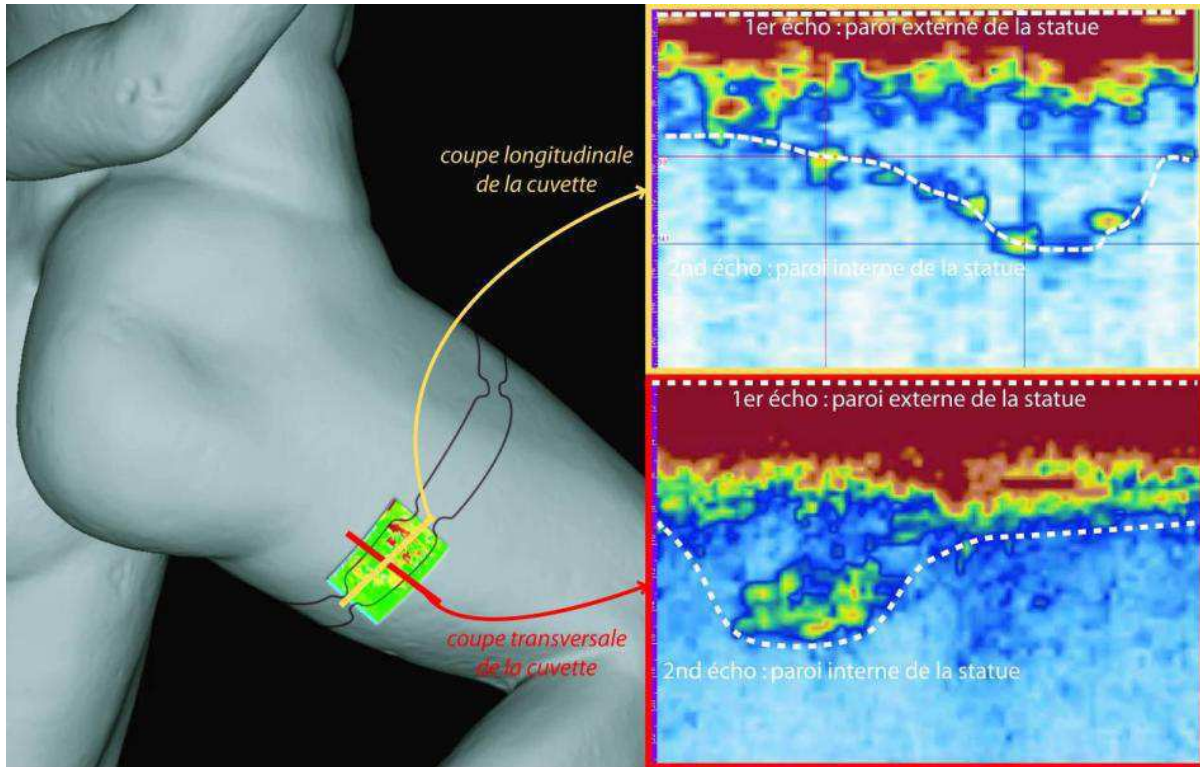 1er écho : paroi externe de la statue
coupe longitudinale
de la cuvette
2nd écho : paroi interne de la statue
1er écho : paroi externe de la statue
coupe transversale
de la cuvette
2nd écho : paroi interne de la statue